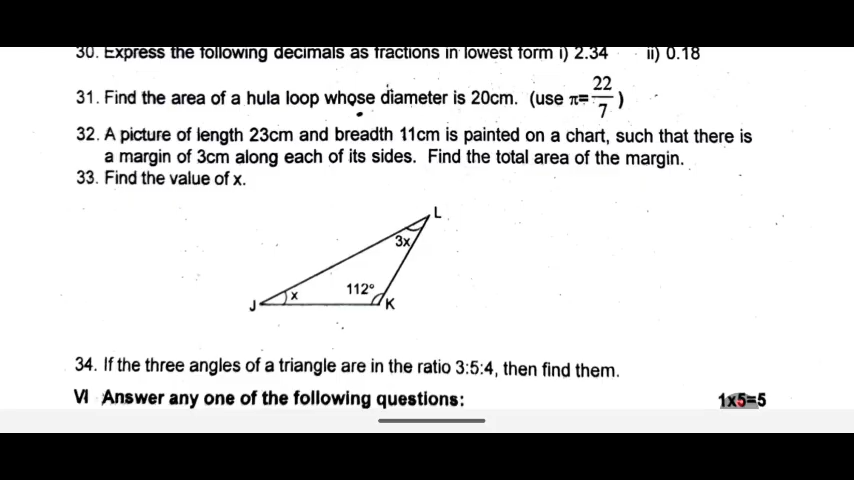 30. Express the following decimals as fractions in lowest form i) 2.34 ii) 0.18
31. Find the area of a hula loop whose diameter is 20cm. (use π=22/7)
32. A picture of length 23cm and breadth 11cm is painted on a chart, such that there is
a margin of 3cm along each of its sides. Find the total area of the margin.
33. Find the value of x.
L
3x
112°
x
J
K
34. If the three angles of a triangle are in the ratio 3:5:4, then find them.
VI Answer any one of the following questions: 1x5=5